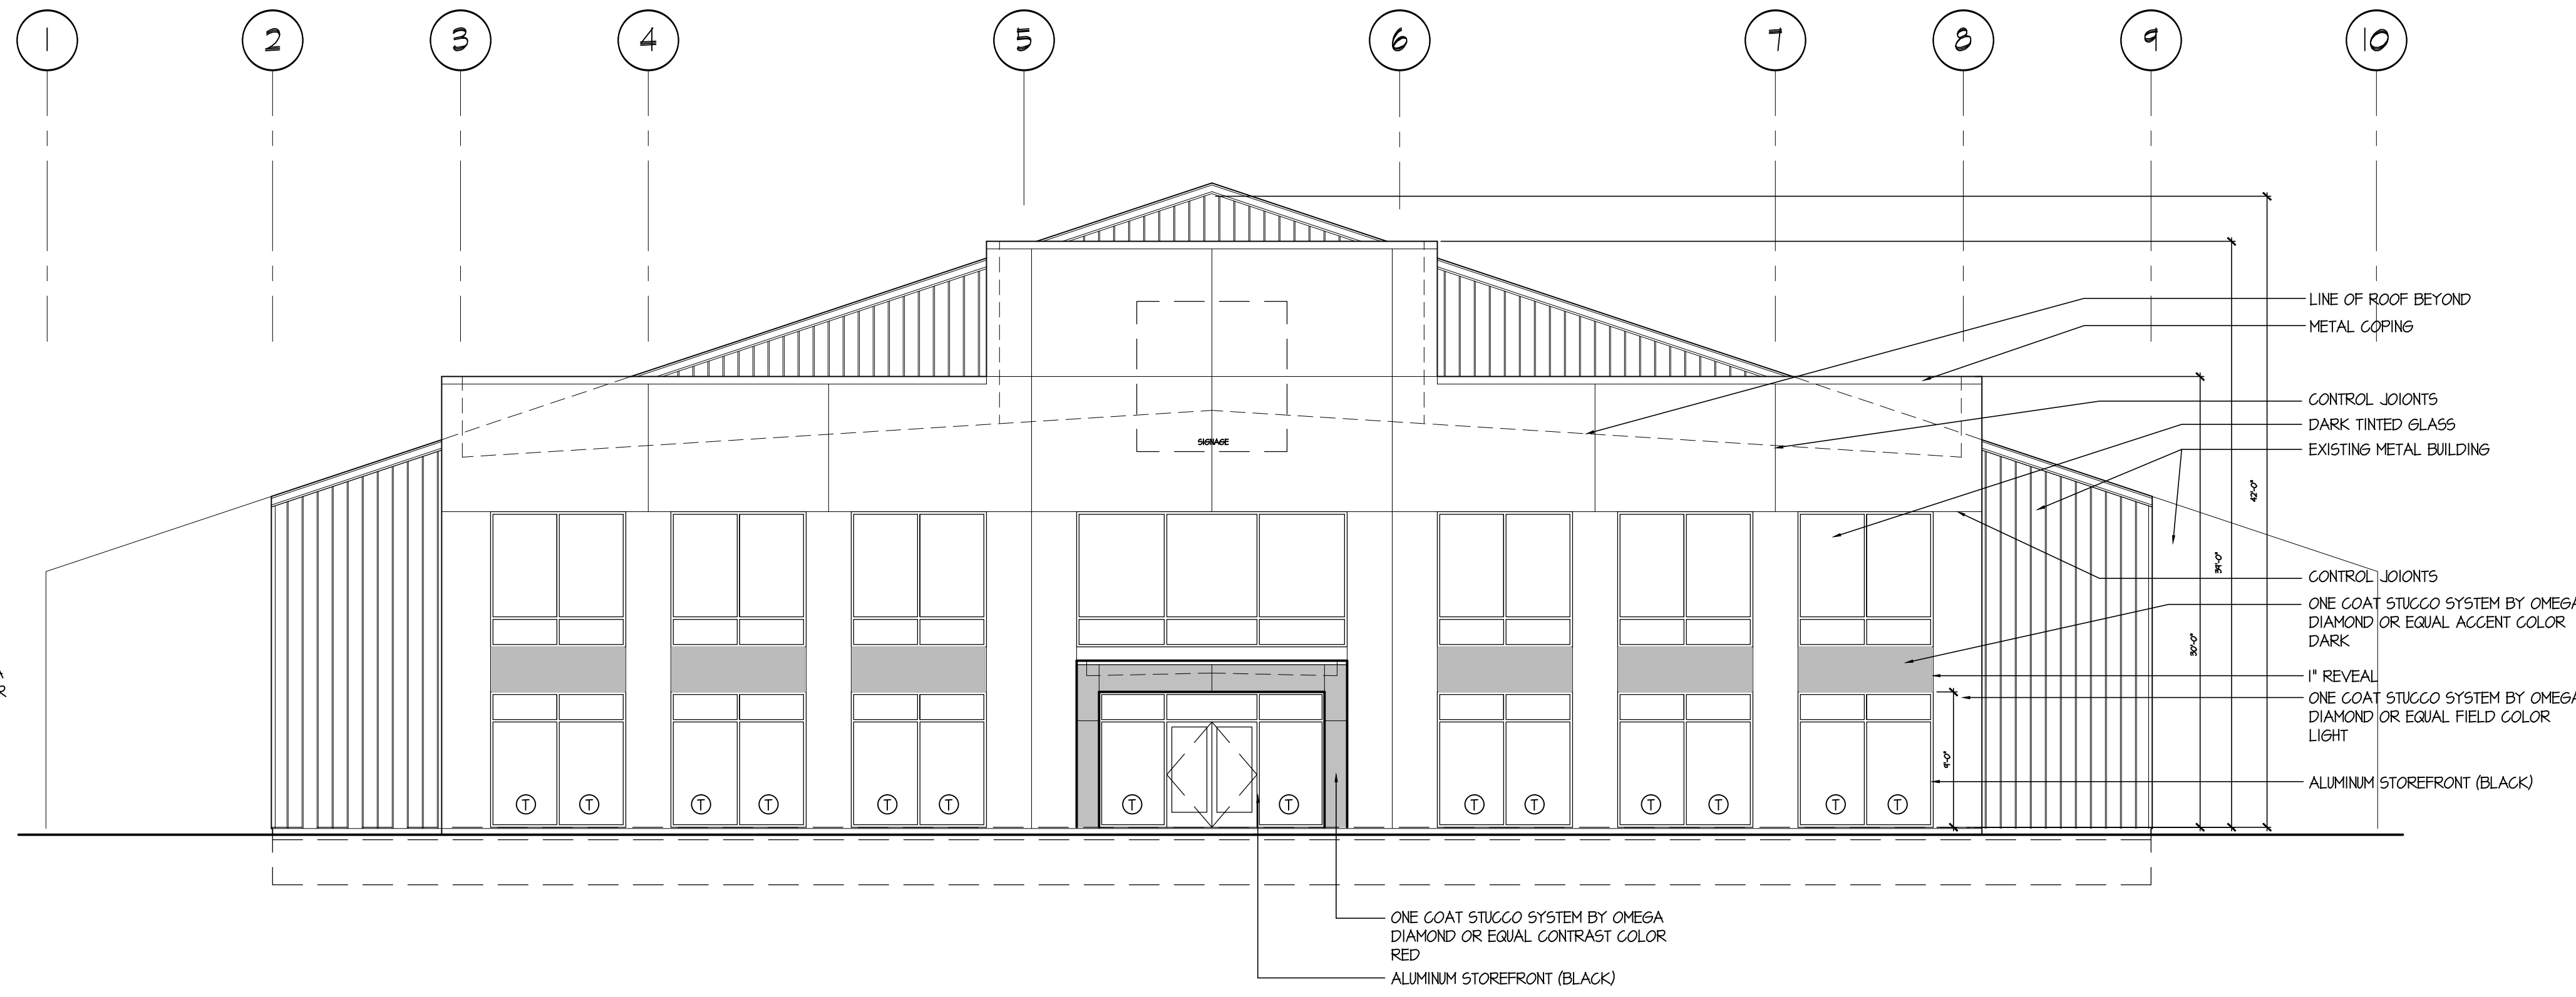 1 2 3 4 5 6 7 8 9 10
LINE OF ROOF BEYOND
METAL COPING
CONTROL JOIONTS
DARK TINTED GLASS
EXISTING METAL BUILDING
SIGNAGE
42'-0"
39'-0"
CONTROL JOIONTS
ONE COAT STUCCO SYSTEM BY OMEGA
DIAMOND OR EQUAL ACCENT COLOR
DARK
30'-0"
1" REVEAL
ONE COAT STUCCO SYSTEM BY OMEGA
DIAMOND OR EQUAL FIELD COLOR
LIGHT
9'-0"
ALUMINUM STOREFRONT (BLACK)
T T T T T T T T T T T T T T
ONE COAT STUCCO SYSTEM BY OMEGA
DIAMOND OR EQUAL CONTRAST COLOR
RED
ALUMINUM STOREFRONT (BLACK)